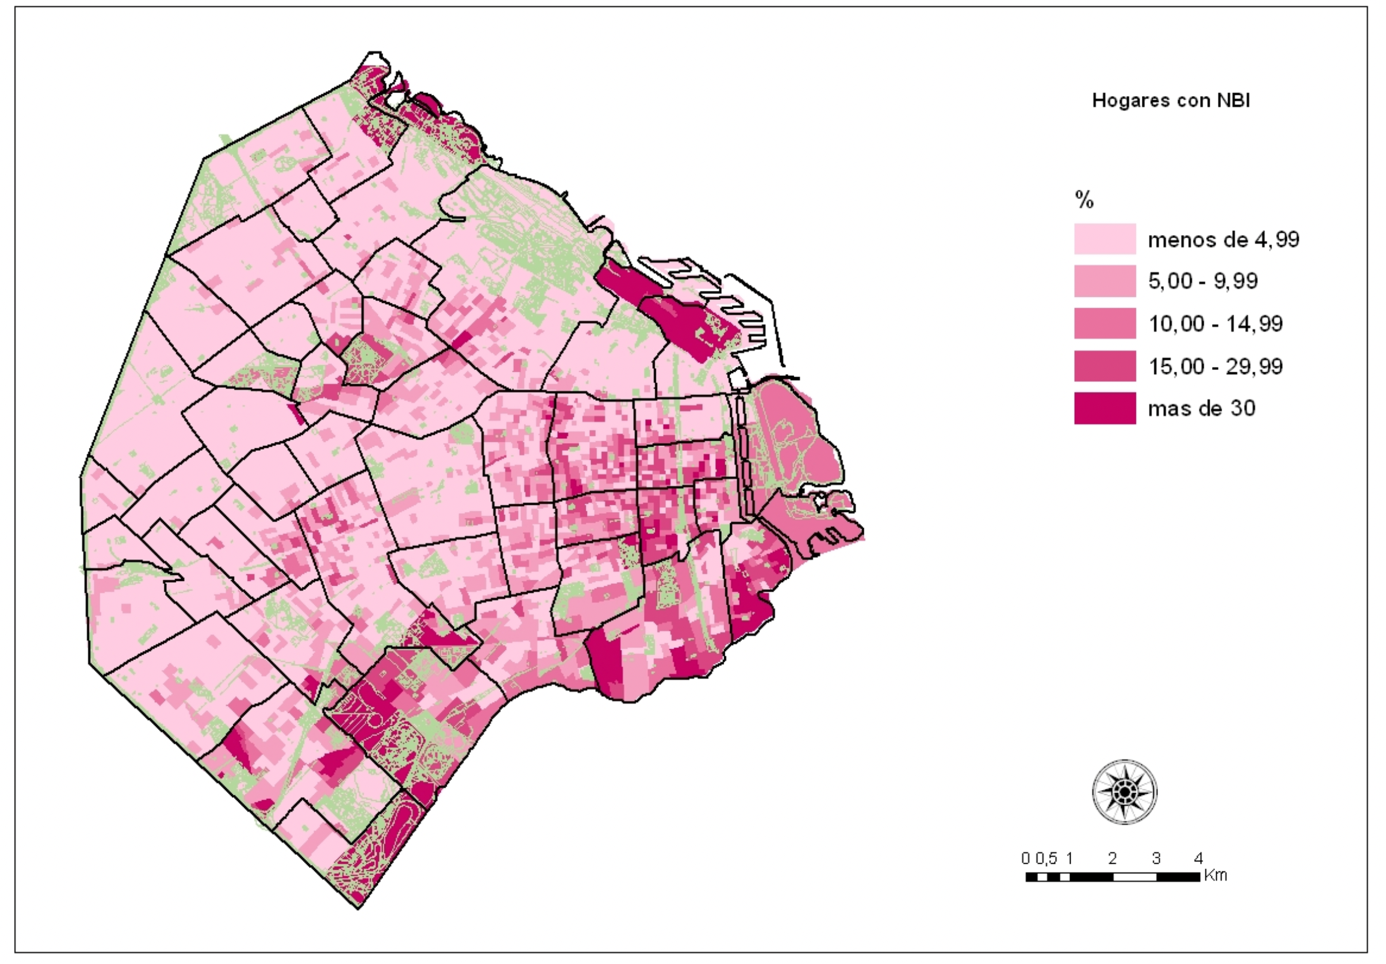 Hogares con NBI
%
menos de 4,99
5,00 - 9,99
10,00 - 14,99
15,00 - 29,99
mas de 30
0 0,5 1 2 3 4
Km